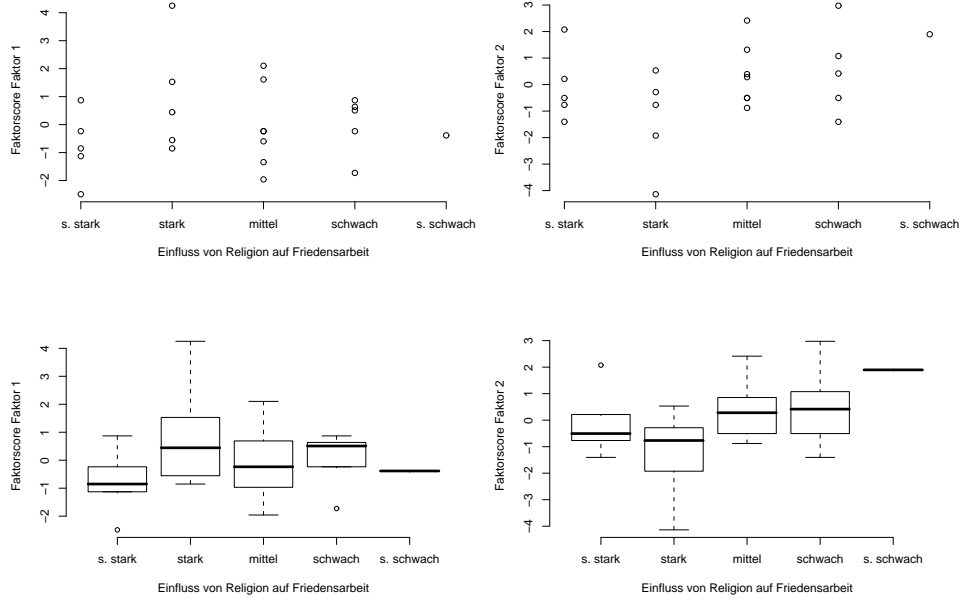 Faktorscore Faktor 1
4
3
2
1
0
−1
−2
s. stark stark mittel schwach s. schwach
Einfluss von Religion auf Friedensarbeit
Faktorscore Faktor 2
3
2
1
0
−1
−2
−3
−4
s. stark stark mittel schwach s. schwach
Einfluss von Religion auf Friedensarbeit
Faktorscore Faktor 1
4
3
2
1
0
−1
−2
s. stark stark mittel schwach s. schwach
Einfluss von Religion auf Friedensarbeit
Faktorscore Faktor 2
3
2
1
0
−1
−2
−3
−4
s. stark stark mittel schwach s. schwach
Einfluss von Religion auf Friedensarbeit